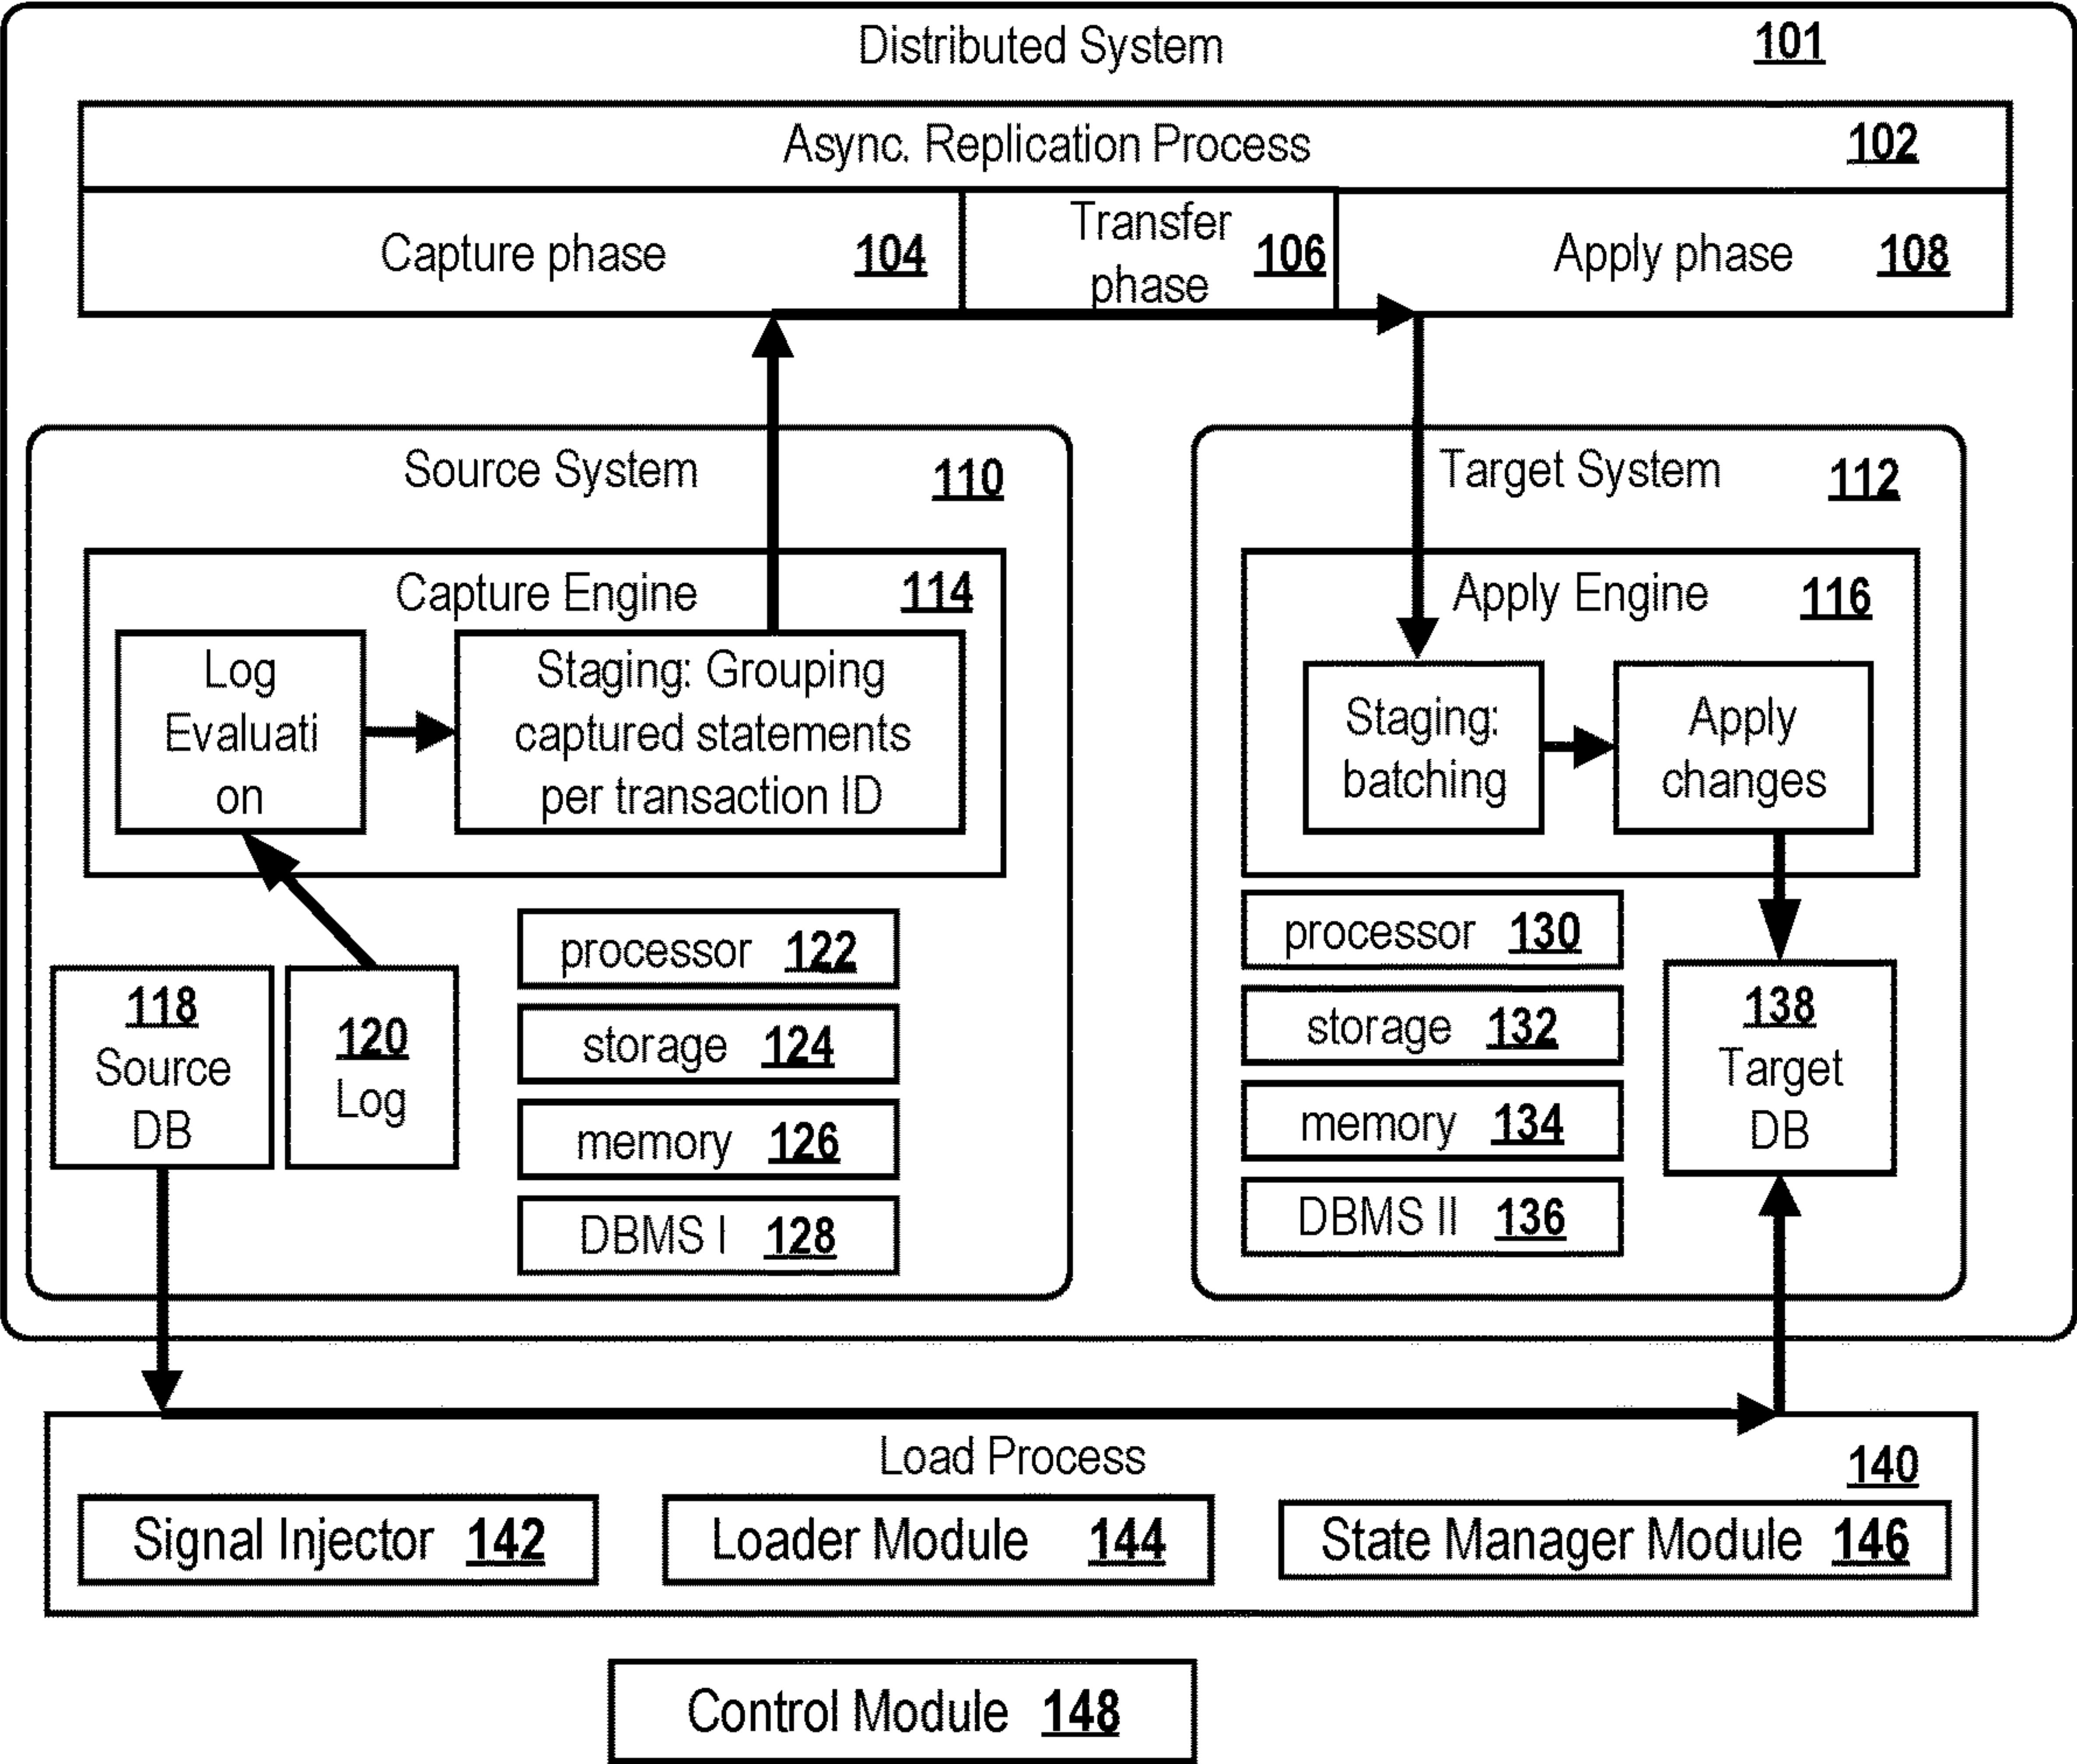 Distributed System 101
Async. Replication Process 102
Capture phase 104
Transfer
phase 106
Apply phase 108
Source System 110
Capture Engine 114
Log
Evaluati
on
Staging: Grouping
captured statements
per transaction ID
118
Source
DB
120
Log
processor 122
storage 124
memory 126
DBMS I 128
Target System 112
Apply Engine 116
Staging:
batching
Apply
changes
processor 130
storage 132
memory 134
DBMS II 136
138
Target
DB
Load Process 140
Signal Injector 142
Loader Module 144
State Manager Module 146
Control Module 148